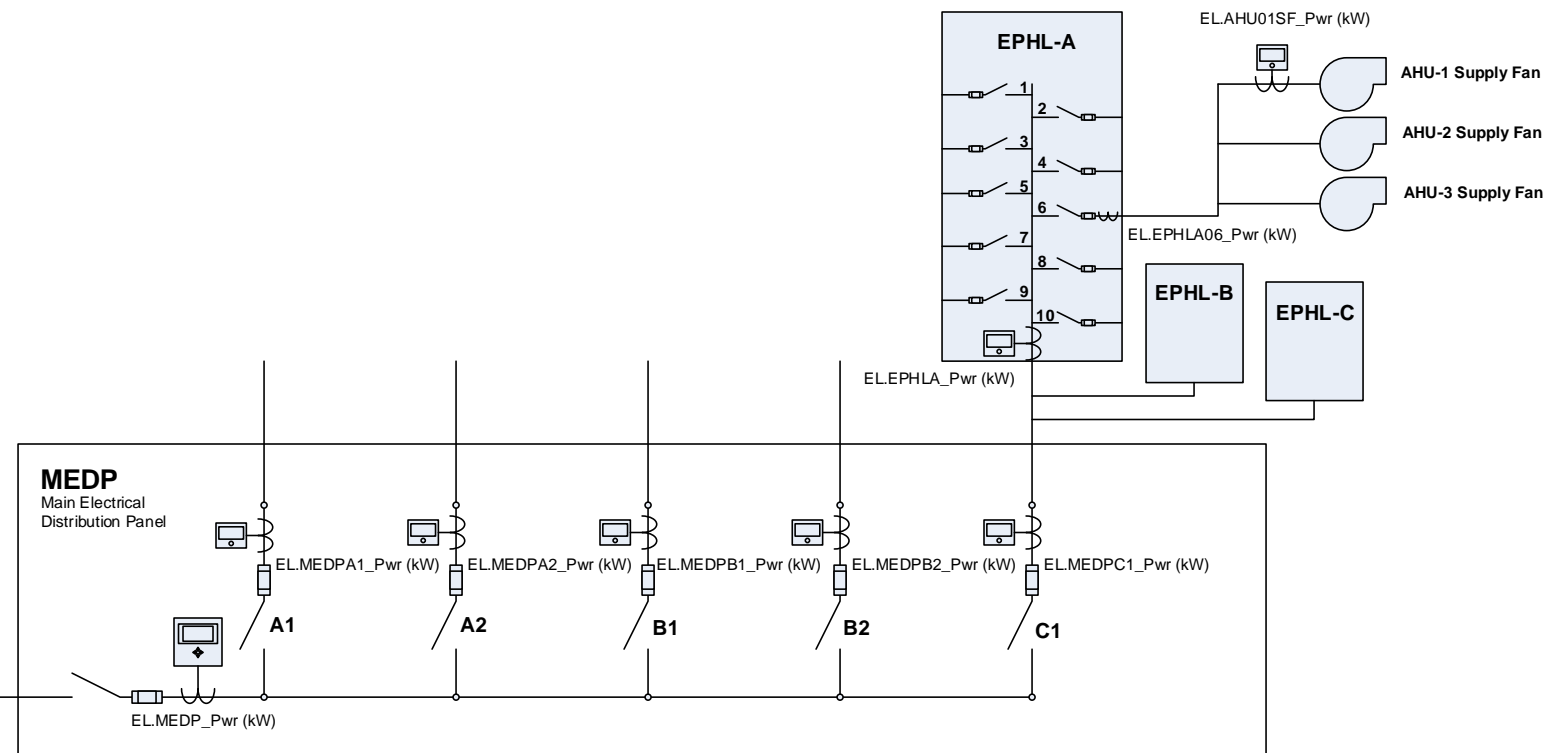 EL.AHU01SF_Pwr (kW)
EPHL-A
AHU-1 Supply Fan
1
2
AHU-2 Supply Fan
3
4
5
AHU-3 Supply Fan
6
EL.EPHLA06_Pwr (kW)
7
8
9
EPHL-B
EPHL-C
10
EL.EPHLA_Pwr (kW)
MEDP
Main Electrical
Distribution Panel
EL.MEDPA1_Pwr (kW)
EL.MEDPA2_Pwr (kW)
EL.MEDPB1_Pwr (kW)
EL.MEDPB2_Pwr (kW)
EL.MEDPC1_Pwr (kW)
A1
A2
B1
B2
C1
EL.MEDP_Pwr (kW)